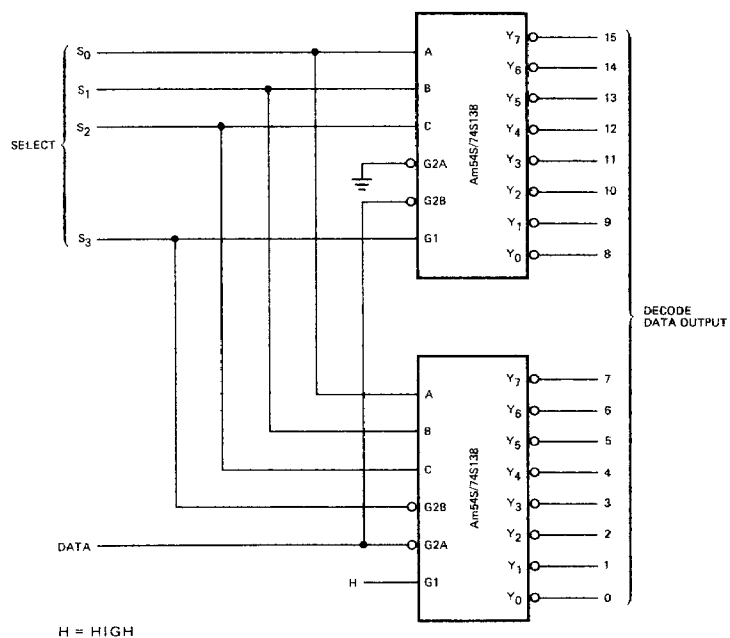 SELECT
S0
S1
S2
S3
A
B
C
G2A
G2B
G1
Am54S/74S138
Y7
Y6
Y5
Y4
Y3
Y2
Y1
Y0
15
14
13
12
11
10
9
8
DECODE
DATA OUTPUT
A
B
C
G2B
G2A
G1
DATA
H
Am54S/74S138
Y7
Y6
Y5
Y4
Y3
Y2
Y1
Y0
7
6
5
4
3
2
1
0
H = HIGH